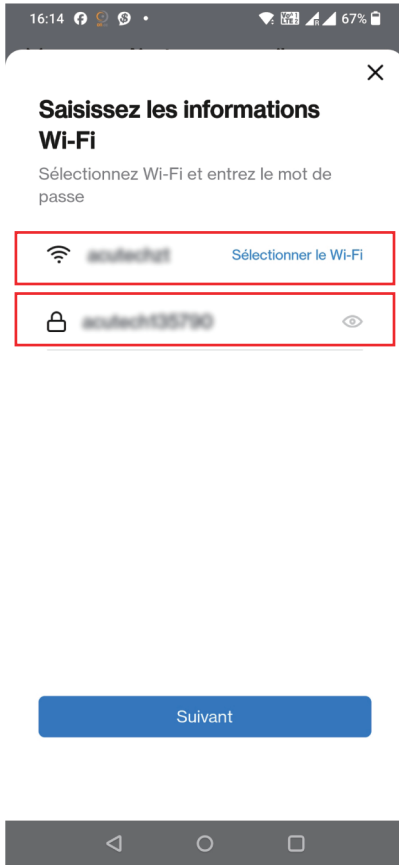 16:14 67%
Saisissez les informations
Wi-Fi
Sélectionnez Wi-Fi et entrez le mot de
passe
Sélectionner le Wi-Fi
Suivant